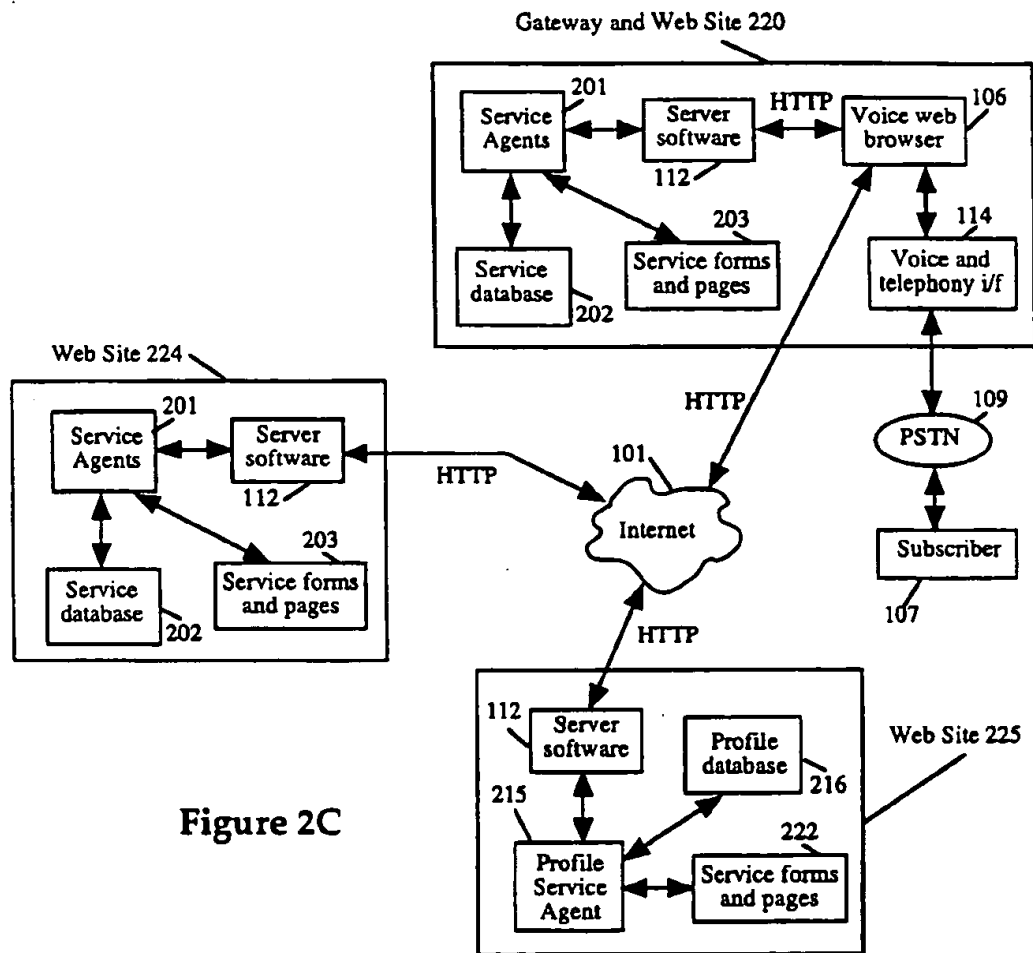 Gateway and Web Site 220
201
Service
Agents
Server
software
112
HTTP
Voice web
browser
106
203
114
Service
database
202
Service forms
and pages
Voice and
telephony i/f
Web Site 224
HTTP
109
PSTN
201
Service
Agents
Server
software
112
HTTP
101
Internet
Subscriber
107
203
Service
database
202
Service forms
and pages
HTTP
112
Server
software
Profile
database
216
Web Site 225
215
222
Profile
Service
Agent
Service forms
and pages
Figure 2C